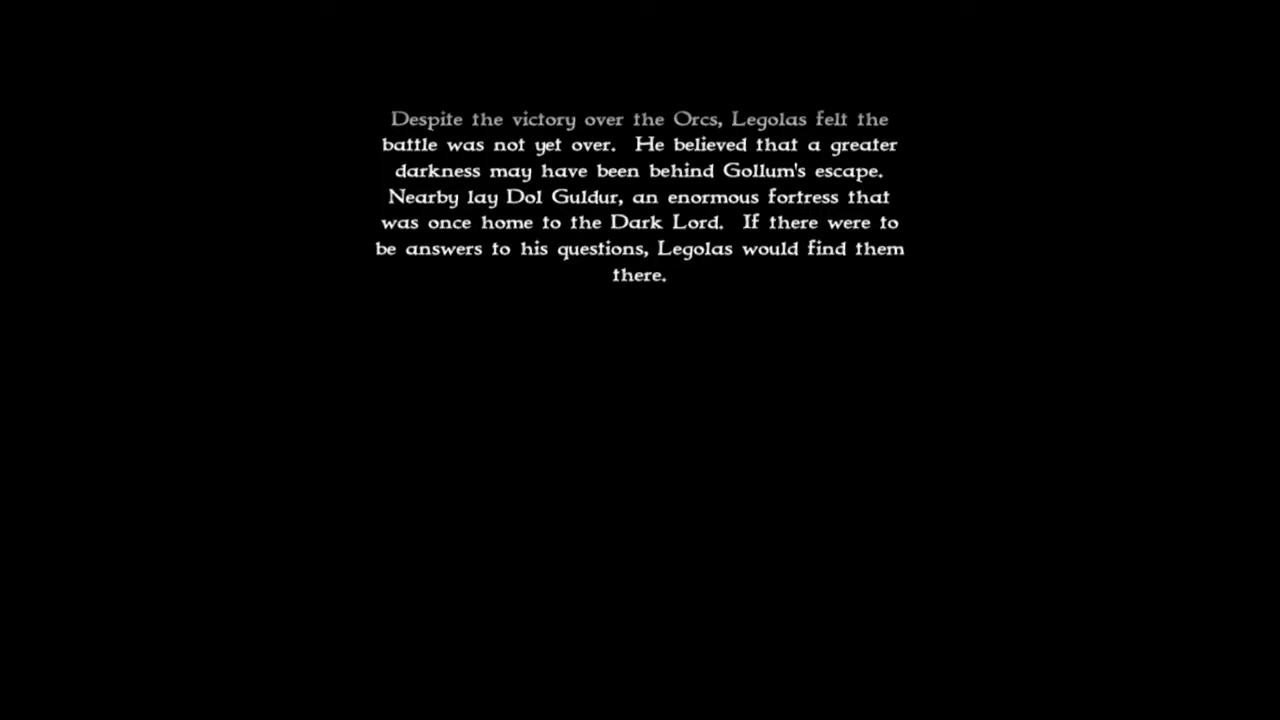 Despite the victory over the Orcs, Legolas felt the
battle was not yet over.  He believed that a greater
darkness may have been behind Gollum's escape.
Nearby lay Dol Guldur, an enormous fortress that
was once home to the Dark Lord.  If there were to
be answers to his questions, Legolas would find them
there.